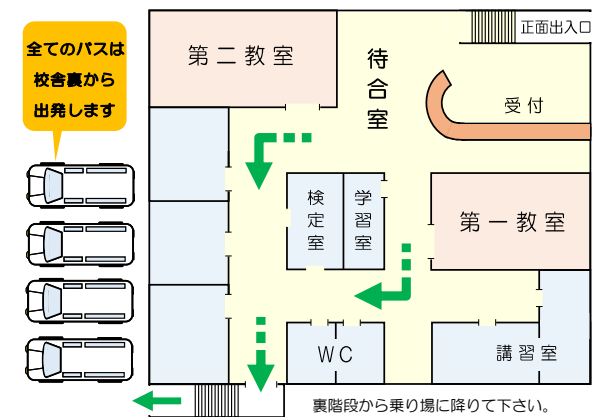 全てのバスは
校舎裏から
出発します
第二教室
待合室
正面出入口
受付
検定室
学習室
第一教室
WC
講習室
裏階段から乗り場に降りて下さい。